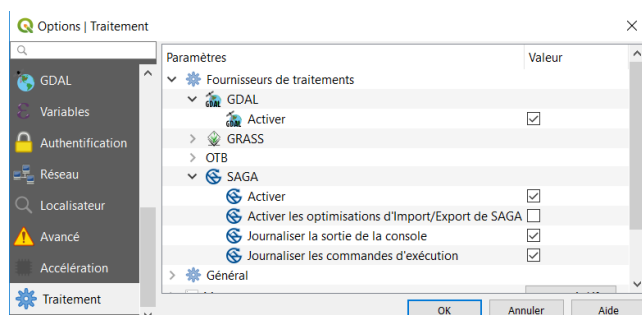 Options | Traitement
Paramètres Valeur
GDAL
Variables
Authentification
Réseau
Localisateur
Avancé
Accélération
Traitement
Fournisseurs de traitements
GDAL
GDAL Activer
GRASS
OTB
SAGA
Activer
Activer les optimisations d'Import/Export de SAGA
Journaliser la sortie de la console
Journaliser les commandes d'exécution
Général
OK Annuler Aide